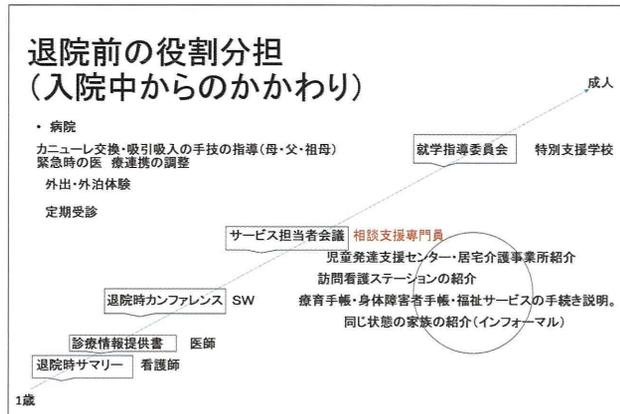 退院前の役割分担
(入院中からのかかわり)
成人
・ 病院
カニューレ交換・吸引吸入の手技の指導(母・父・祖母)
緊急時の医 療連携の調整
外出・外泊体験
定期受診
就学指導委員会 特別支援学校
サービス担当者会議 相談支援専門員
児童発達支援センター・居宅介護事業所紹介
訪問看護ステーションの紹介
療育手帳・身体障害者手帳・福祉サービスの手続き説明。
同じ状態の家族の紹介(インフォーマル)
退院時カンファレンス SW
診療情報提供書 医師
退院時サマリー 看護師
1歳